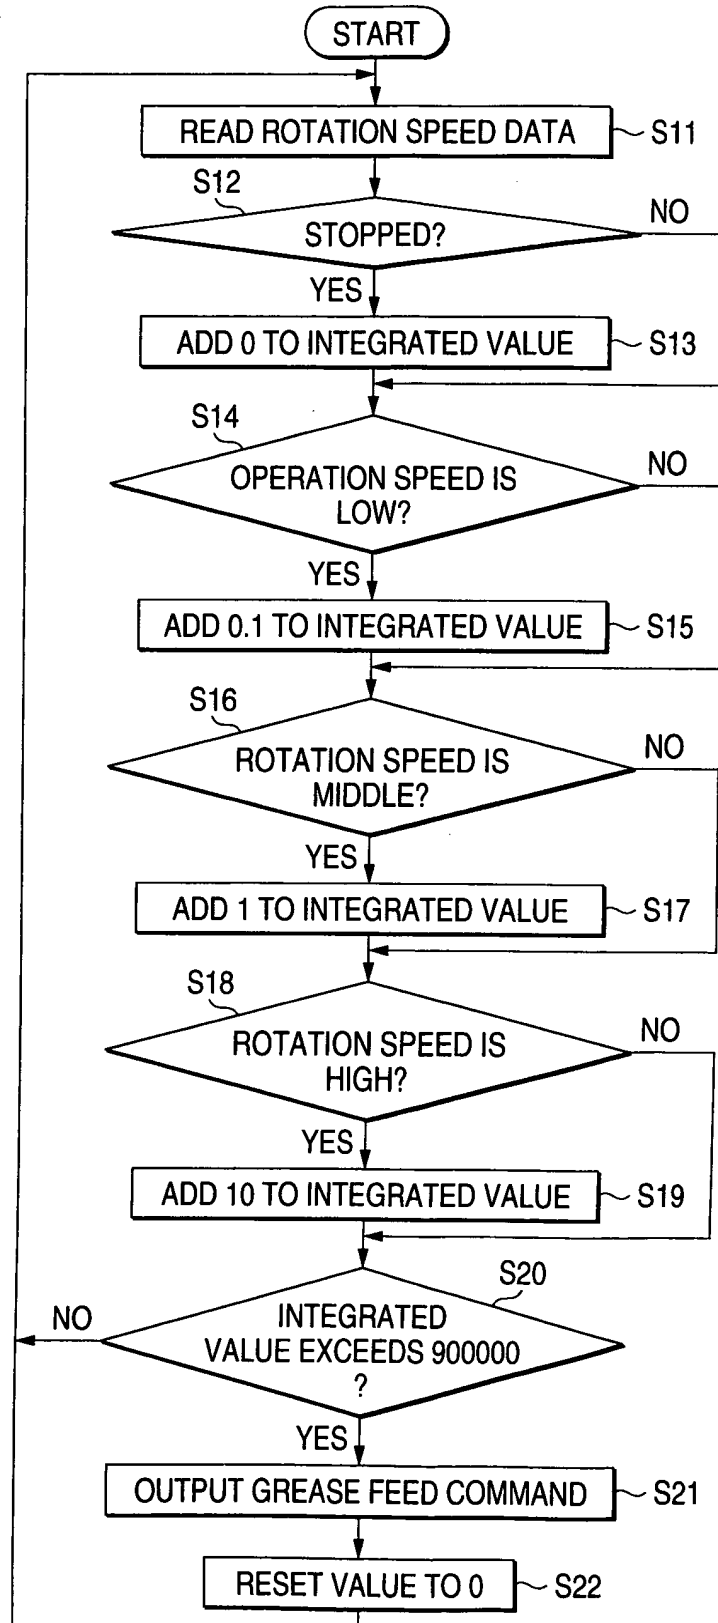 START
READ ROTATION SPEED DATA
S11
S12
STOPPED?
NO
YES
ADD 0 TO INTEGRATED VALUE
S13
S14
OPERATION SPEED IS
LOW?
NO
YES
ADD 0.1 TO INTEGRATED VALUE
S15
S16
ROTATION SPEED IS
MIDDLE?
NO
YES
ADD 1 TO INTEGRATED VALUE
S17
S18
ROTATION SPEED IS
HIGH?
NO
YES
ADD 10 TO INTEGRATED VALUE
S19
S20
NO
INTEGRATED
VALUE EXCEEDS 900000
?
YES
OUTPUT GREASE FEED COMMAND
S21
RESET VALUE TO 0
S22